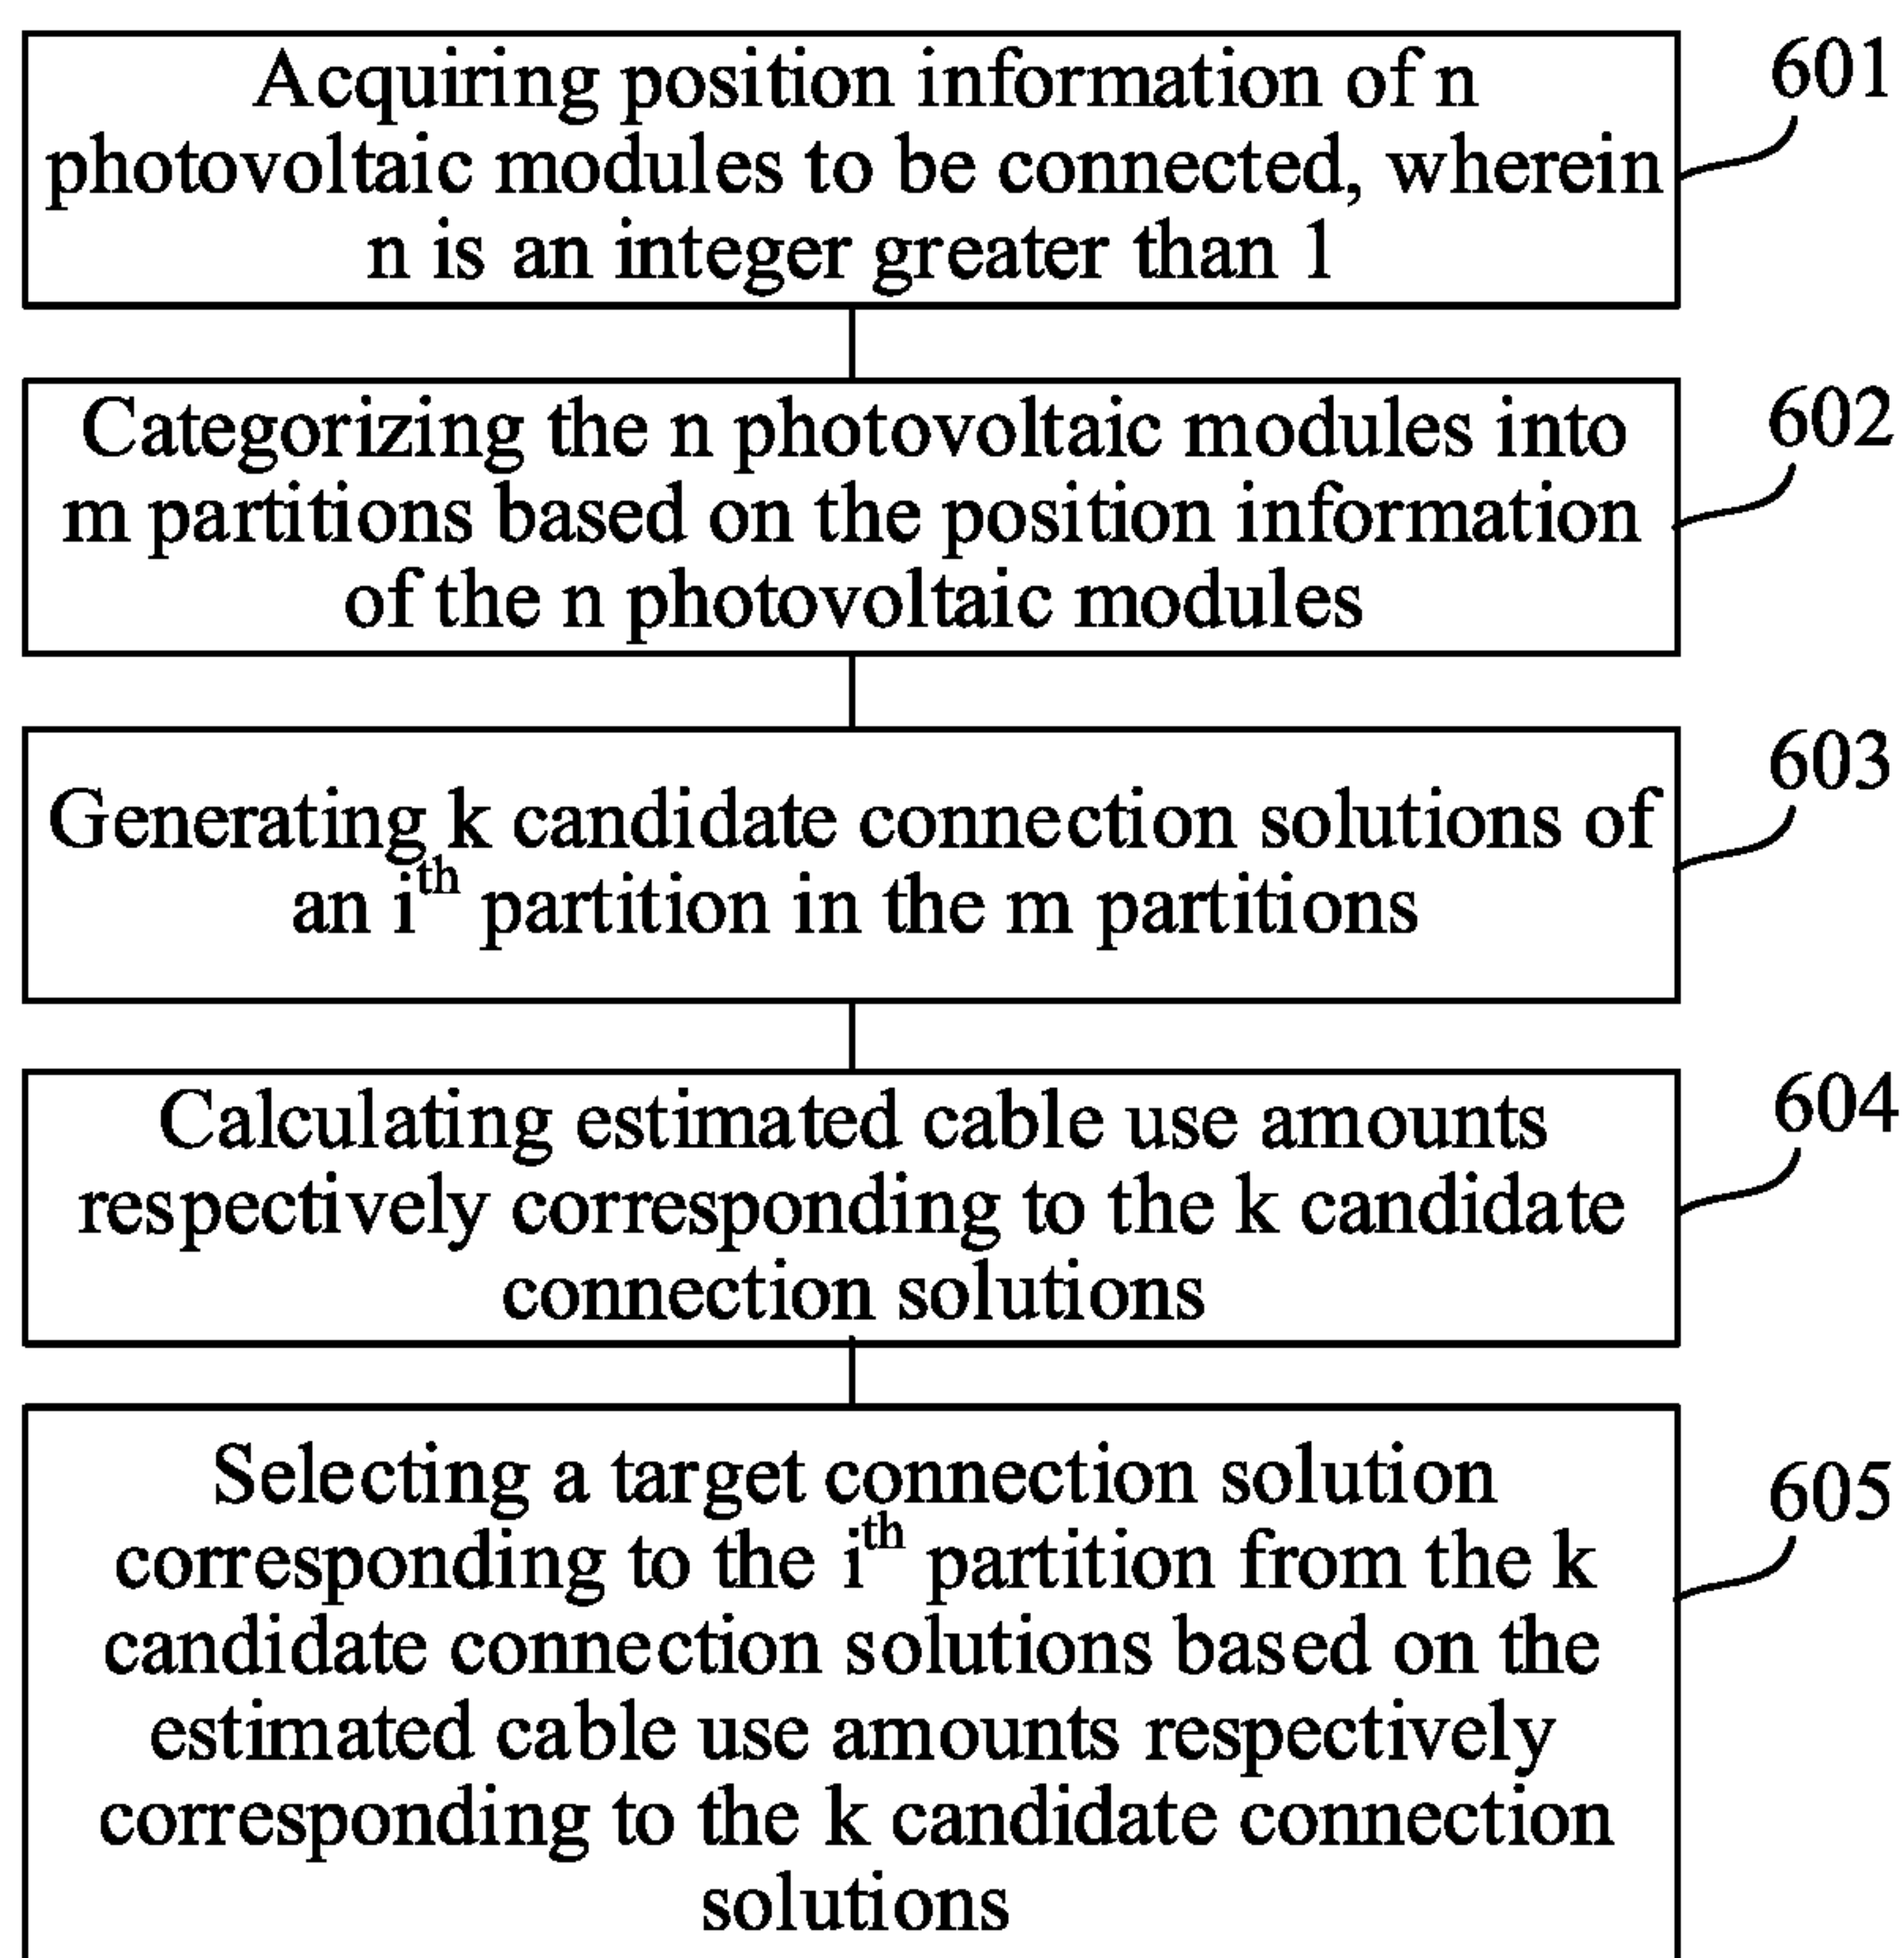 Acquiring position information of n
photovoltaic modules to be connected, wherein
n is an integer greater than 1
601
Categorizing the n photovoltaic modules into
m partitions based on the position information
of the n photovoltaic modules
602
Generating k candidate connection solutions of
an iᵗʰ partition in the m partitions
603
Calculating estimated cable use amounts
respectively corresponding to the k candidate
connection solutions
604
Selecting a target connection solution
corresponding to the iᵗʰ partition from the k
candidate connection solutions based on the
estimated cable use amounts respectively
corresponding to the k candidate connection
solutions
605